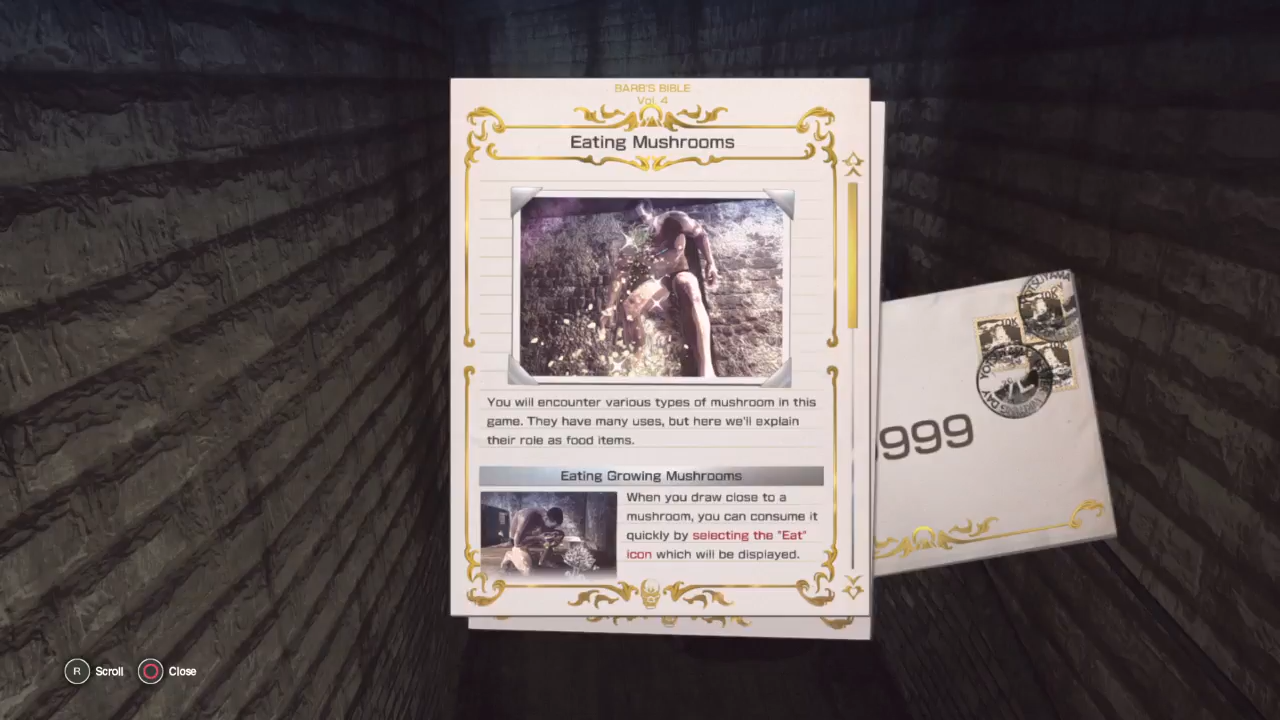 BARB'S BIBLE
Vol. 4
Eating Mushrooms
You will encounter various types of mushroom in this
game. They have many uses, but here we'll explain
their role as food items.
Eating Growing Mushrooms
When you draw close to a
mushroom, you can consume it
quickly by selecting the "Eat"
icon which will be displayed.
999
R Scroll Close